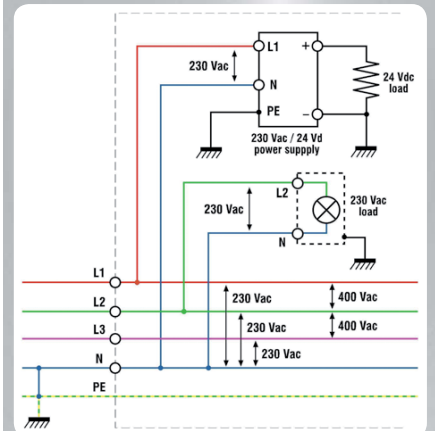 L1
+
230 Vac
N
24 Vdc
load
PE
−
230 Vac / 24 Vd
power suppply
L2
230 Vac
230 Vac
load
N
L1
230 Vac
400 Vac
L2
230 Vac
400 Vac
L3
230 Vac
N
PE